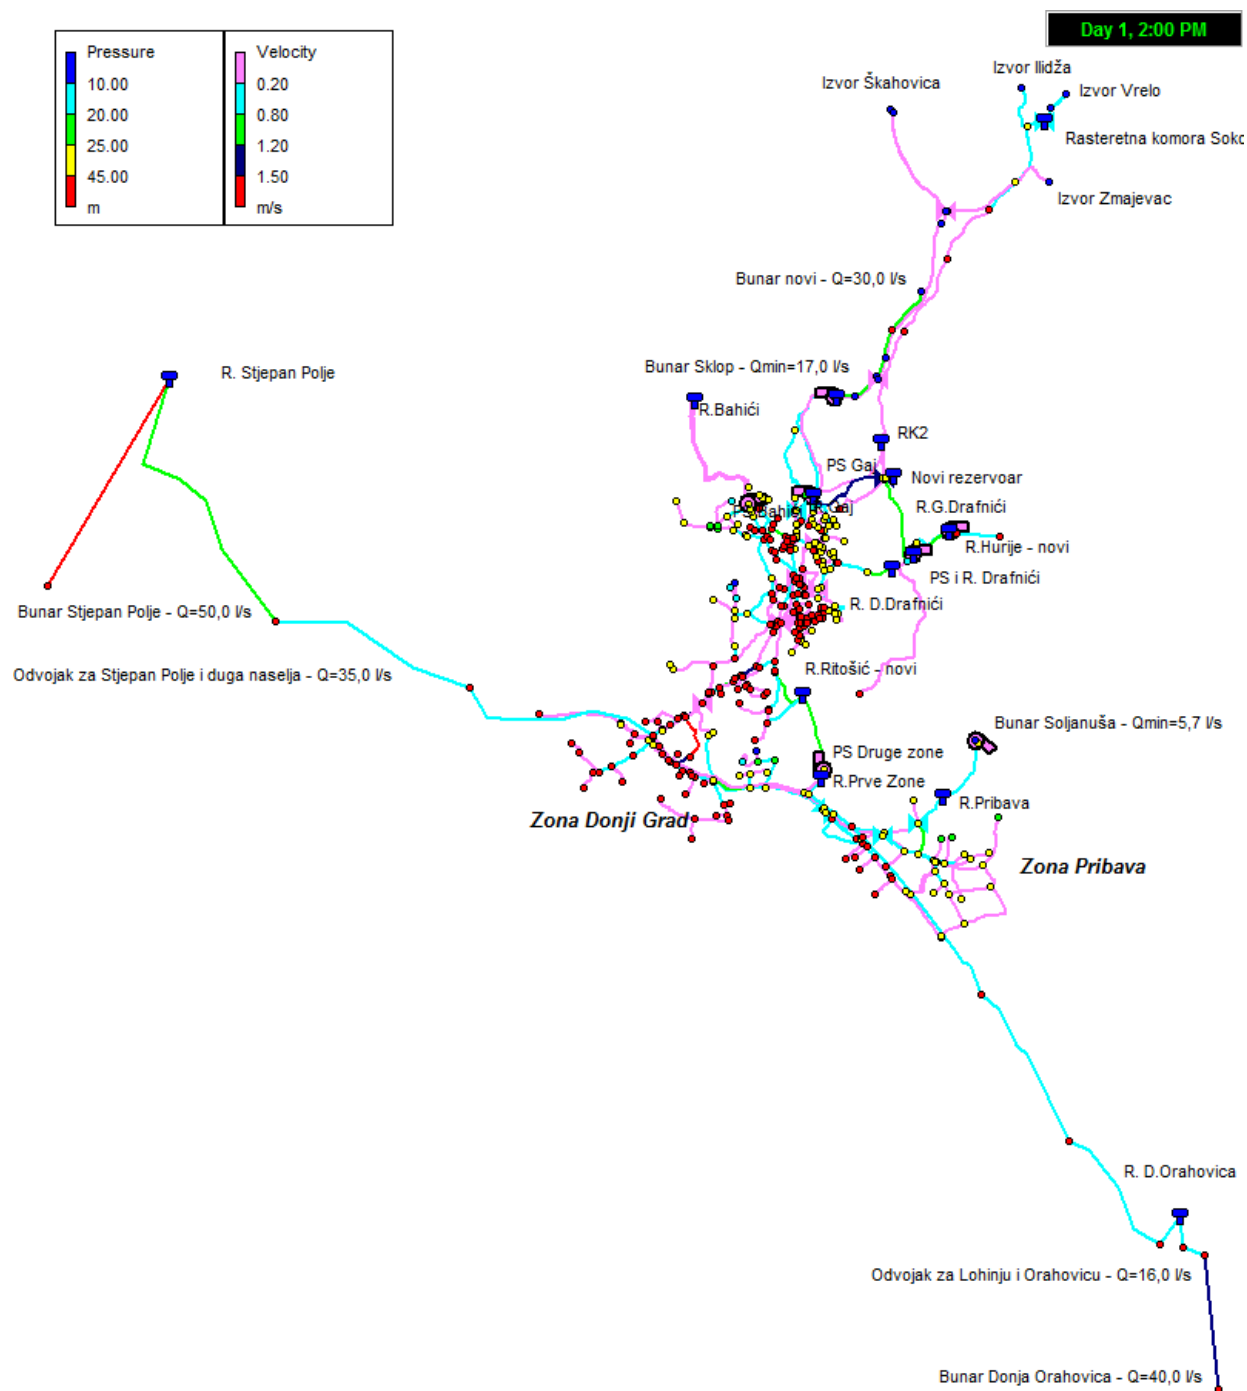 Day 1, 2:00 PM
Pressure
10.00
20.00
25.00
45.00
m
Velocity
0.20
0.80
1.20
1.50
m/s
Izvor Ilidža
Izvor Škahovica
Izvor Vrelo
Rasteretna komora Soko
Izvor Zmajevac
Bunar novi - Q=30,0 l/s
Bunar Sklop - Qmin=17,0 l/s
R. Stjepan Polje
R.Bahići
RK2
PS Gaj
Novi rezervoar
R.G.Drafnići
PS Bahići
Gaj
R.Hurije - novi
PS i R. Drafnići
R. D.Drafnići
Bunar Stjepan Polje - Q=50,0 l/s
Odvojak za Stjepan Polje i duga naselja - Q=35,0 l/s
R.Ritošić - novi
Bunar Soljanuša - Qmin=5,7 l/s
PS Druge zone
R.Prve Zone
R.Pribava
Zona Donji Grad
Zona Pribava
R. D.Orahovica
Odvojak za Lohinju i Orahovicu - Q=16,0 l/s
Bunar Donja Orahovica - Q=40,0 l/s